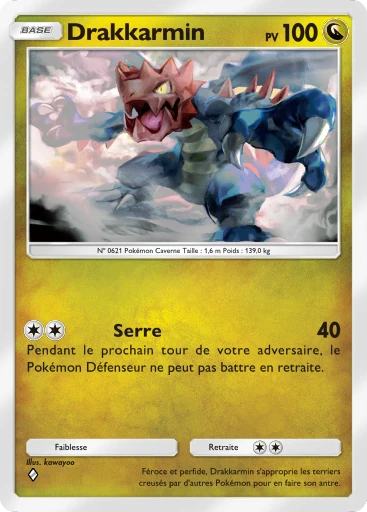 BASE Drakkarmin PV 100
N° 0621 Pokémon Caverne Taille : 1,6 m Poids : 139,0 kg
Serre 40
Pendant le prochain tour de votre adversaire, le
Pokémon Défenseur ne peut pas battre en retraite.
Faiblesse Retraite
Illus. kawayoo
Féroce et perfide, Drakkarmin s'approprie les terriers
creusés par d'autres Pokémon pour en faire son antre.